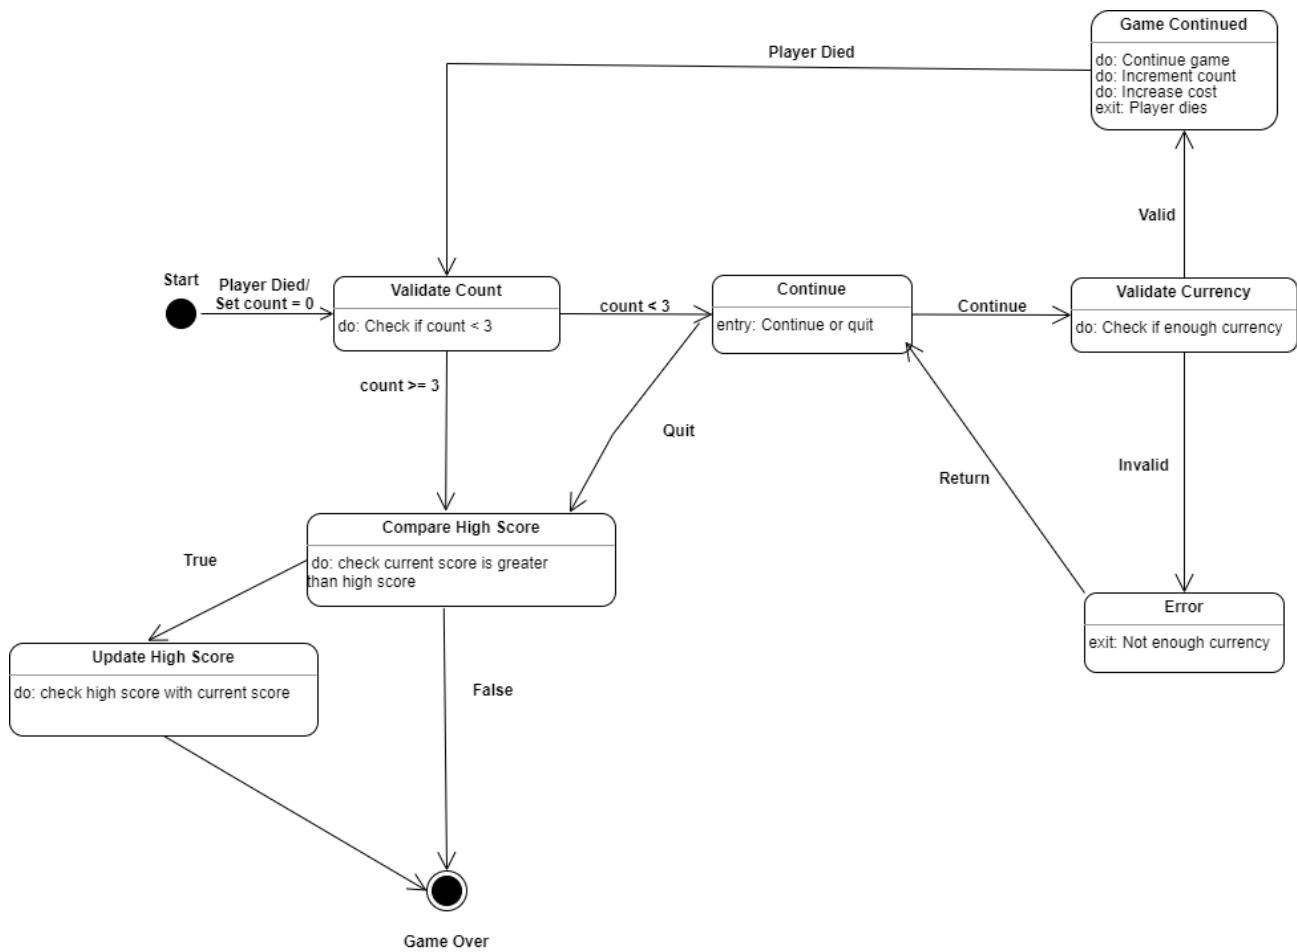 Game Continued
do: Continue game
do: Increment count
do: Increase cost
exit: Player dies
Player Died
Valid
Start
Player Died/
Set count = 0
Validate Count
do: Check if count < 3
count < 3
Continue
entry: Continue or quit
Continue
Validate Currency
do: Check if enough currency
count >= 3
Quit
Return
Invalid
Compare High Score
do: check current score is greater
than high score
True
Error
exit: Not enough currency
Update High Score
do: check high score with current score
False
Game Over